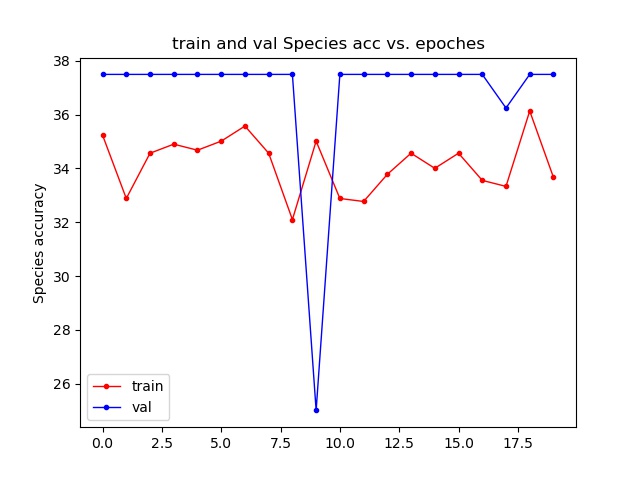 train and val Species acc vs. epoches
Species accuracy
38
36
34
32
30
28
26
train
val
0.0 2.5 5.0 7.5 10.0 12.5 15.0 17.5